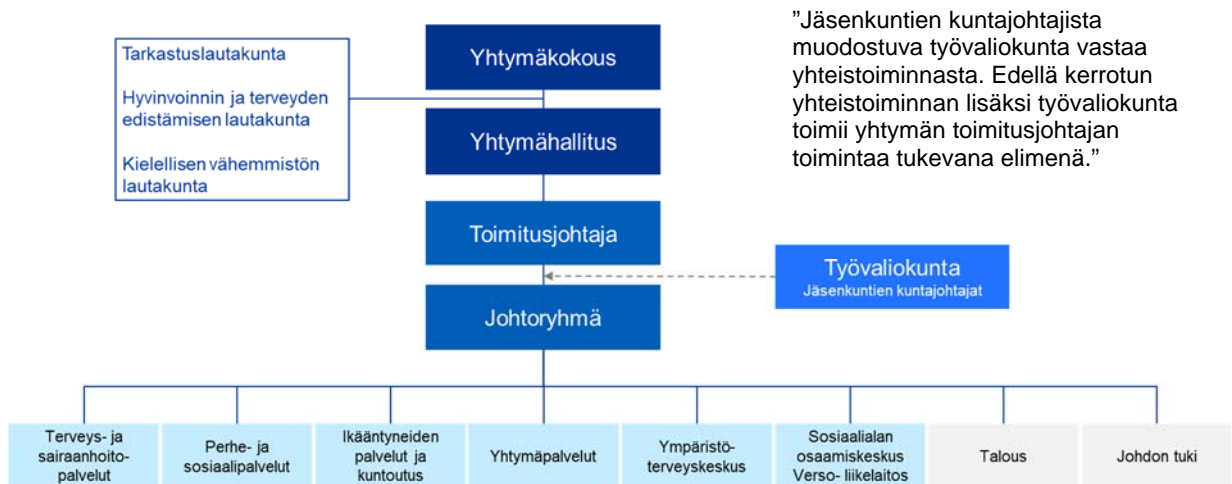 Tarkastuslautakunta
Hyvinvoinnin ja terveyden
edistämisen lautakunta
Kielellisen vähemmistön
lautakunta
Yhtymäkokous
Yhtymähallitus
Toimitusjohtaja
Johtoryhmä
”Jäsenkuntien kuntajohtajista
muodostuva työvaliokunta vastaa
yhteistoiminnasta. Edellä kerrotun
yhteistoiminnan lisäksi työvaliokunta
toimii yhtymän toimitusjohtajan
toimintaa tukevana elimenä.”
Työvaliokunta
Jäsenkuntien kuntajohtajat
Terveys- ja
sairaanhoito-
palvelut
Perhe- ja
sosiaalipalvelut
Ikääntyneiden
palvelut ja
kuntoutus
Yhtymäpalvelut
Ympäristö-
terveyskeskus
Sosiaalialan
osaamiskeskus
Verso- liikelaitos
Talous
Johdon tuki